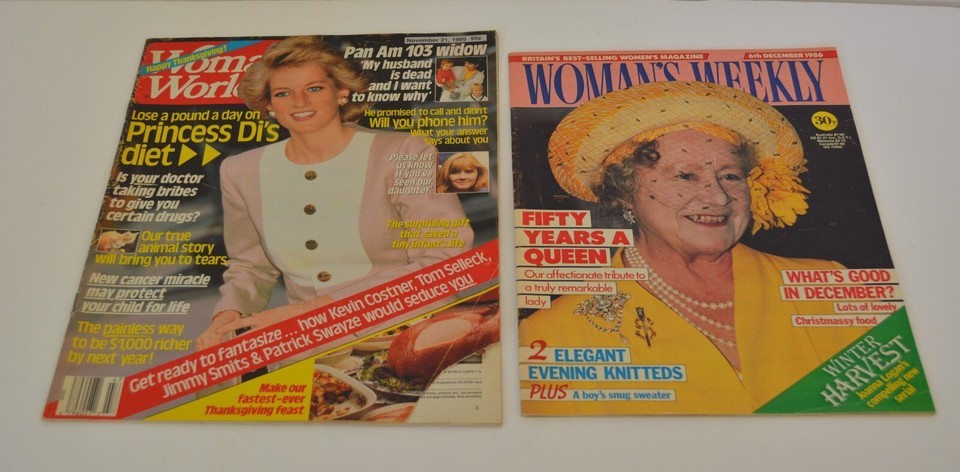 November 21, 1989 95¢
Happy Thanksgiving!
Woma
World
Pan Am 103 widow
'My husband
is dead
and I want
to know why'
Lose a pound a day on
Princess Di's
diet
He promised to call and didn't
Will you phone him?
What your answer
says about you
Is your doctor
taking bribes
to give you
certain drugs?
Please let
us know
if you've
seen our
daughter
Our true
animal story
will bring you to tears
The surprising gift
that saved a
tiny infant's life
New cancer miracle
may protect
your child for life
The painless way
to be $1,000 richer
by next year!
Get ready to fantasize ... how Kevin Costner, Tom Selleck,
Jimmy Smits & Patrick Swayze would seduce you
Make our
fastest-ever
Thanksgiving feast
BRITAIN'S BEST-SELLING WOMEN'S MAGAZINE
6th DECEMBER 1986
WOMAN'S WEEKLY
30p
FIFTY
YEARS A
QUEEN
Our affectionate tribute to
a truly remarkable
lady
WHAT'S GOOD
IN DECEMBER?
Lots of lovely
Christmassy food
2 ELEGANT
EVENING KNITTEDS
PLUS A boy's snug sweater
WINTER
HARVEST
compelling new
serial